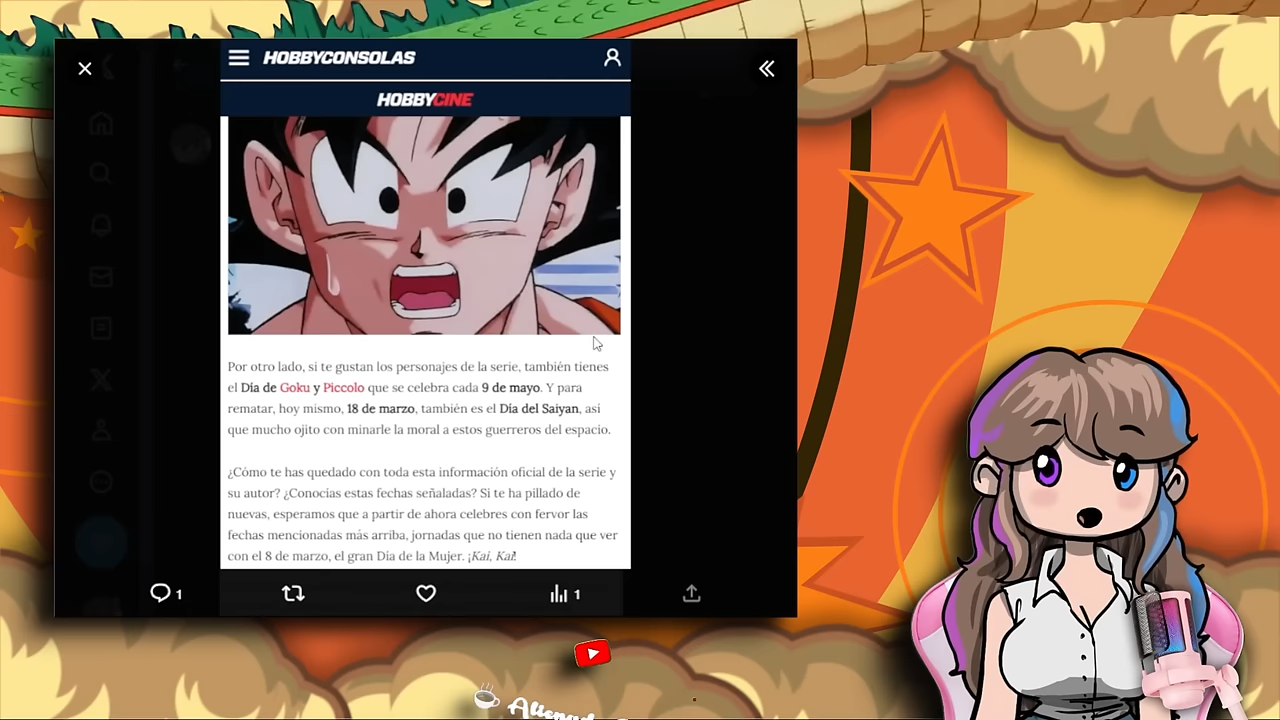 HOBBYCONSOLAS
HOBBYCINE
Por otro lado, si te gustan los personajes de la serie, también tienes
el Día de Goku y Piccolo que se celebra cada 9 de mayo. Y para
rematar, hoy mismo, 18 de marzo, también es el Día del Saiyan, así
que mucho ojito con minarle la moral a estos guerreros del espacio.
¿Cómo te has quedado con toda esta información oficial de la serie y
su autor? ¿Conocías estas fechas señaladas? Si te ha pillado de
nuevas, esperamos que a partir de ahora celebres con fervor las
fechas mencionadas más arriba, jornadas que no tienen nada que ver
con el 8 de marzo, el gran Día de la Mujer. ¡Kai, Kai!
1
1